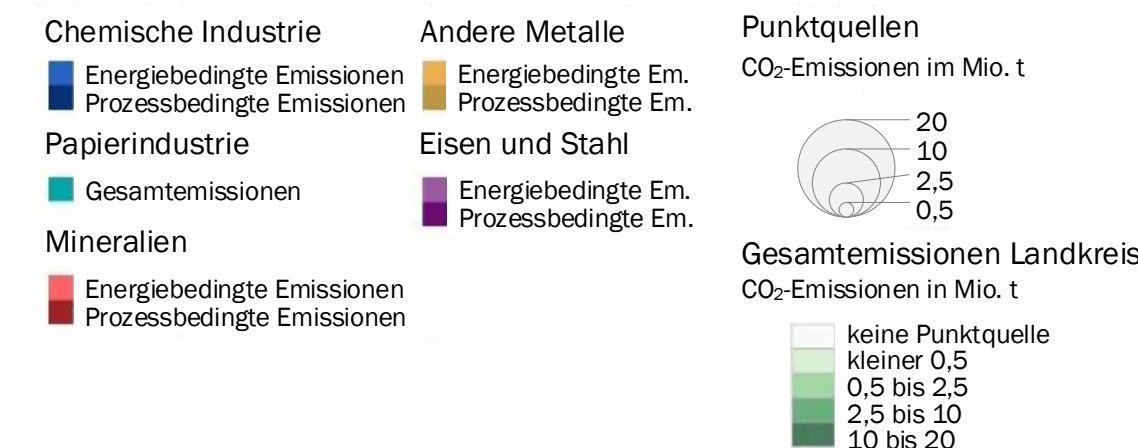 Chemische Industrie
Energiebedingte Emissionen
Prozessbedingte Emissionen
Papierindustrie
Gesamtemissionen
Mineralien
Energiebedingte Emissionen
Prozessbedingte Emissionen
Andere Metalle
Energiebedingte Em.
Prozessbedingte Em.
Eisen und Stahl
Energiebedingte Em.
Prozessbedingte Em.
Punktquellen
CO₂-Emissionen im Mio. t
20
10
2,5
0,5
Gesamtemissionen Landkreis
CO₂-Emissionen in Mio. t
keine Punktquelle
kleiner 0,5
0,5 bis 2,5
2,5 bis 10
10 bis 20